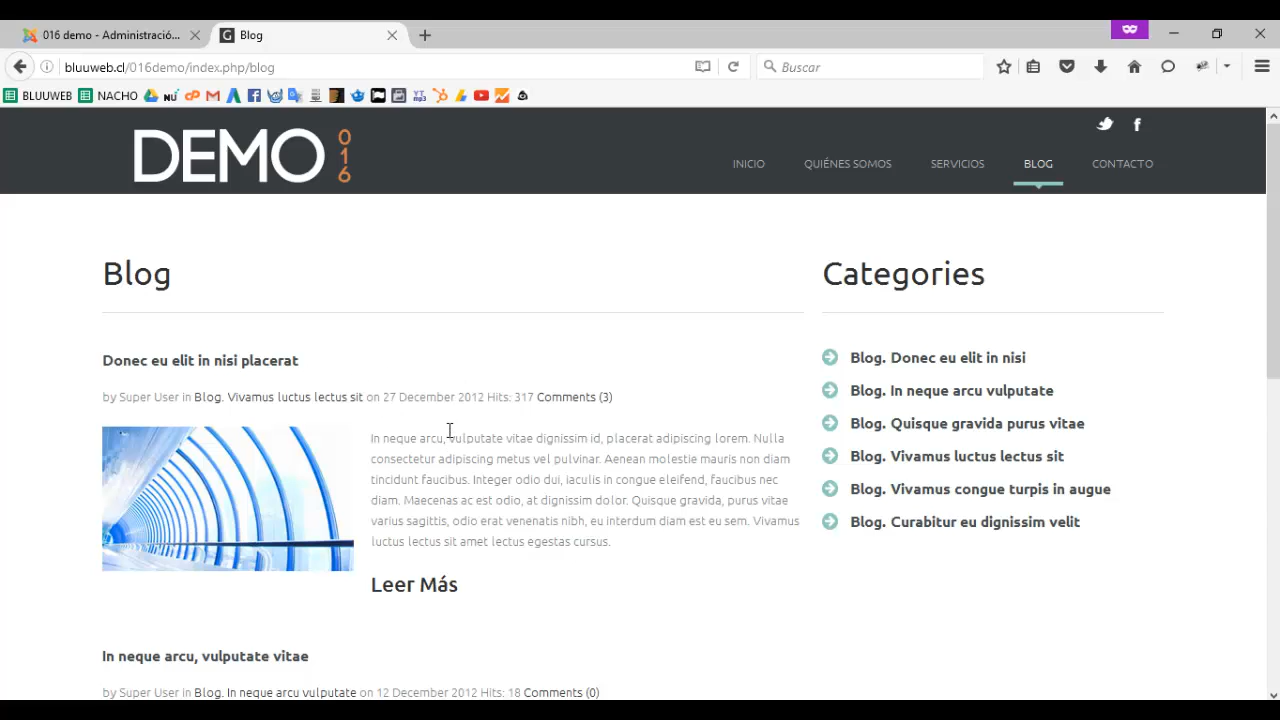 016 demo - Administració...
Blog
bluuweb.cl/016demo/index.php/blog
Buscar
BLUUWEB NACHO
DEMO 016
INICIO QUIÉNES SOMOS SERVICIOS BLOG CONTACTO
Blog
Donec eu elit in nisi placerat
by Super User in Blog. Vivamus luctus lectus sit on 27 December 2012 Hits: 317 Comments (3)
In neque arcu, vulputate vitae dignissim id, placerat adipiscing lorem. Nulla
consectetur adipiscing metus vel pulvinar. Aenean molestie mauris non diam
tincidunt faucibus. Integer odio dui, iaculis in congue eleifend, faucibus nec
diam. Maecenas ac est odio, at dignissim dolor. Quisque gravida, purus vitae
varius sagittis, odio erat venenatis nibh, eu interdum diam est eu sem. Vivamus
luctus lectus sit amet lectus egestas cursus.
Leer Más
In neque arcu, vulputate vitae
by Super User in Blog. In neque arcu vulputate on 12 December 2012 Hits: 18 Comments (0)
Categories
Blog. Donec eu elit in nisi
Blog. In neque arcu vulputate
Blog. Quisque gravida purus vitae
Blog. Vivamus luctus lectus sit
Blog. Vivamus congue turpis in augue
Blog. Curabitur eu dignissim velit